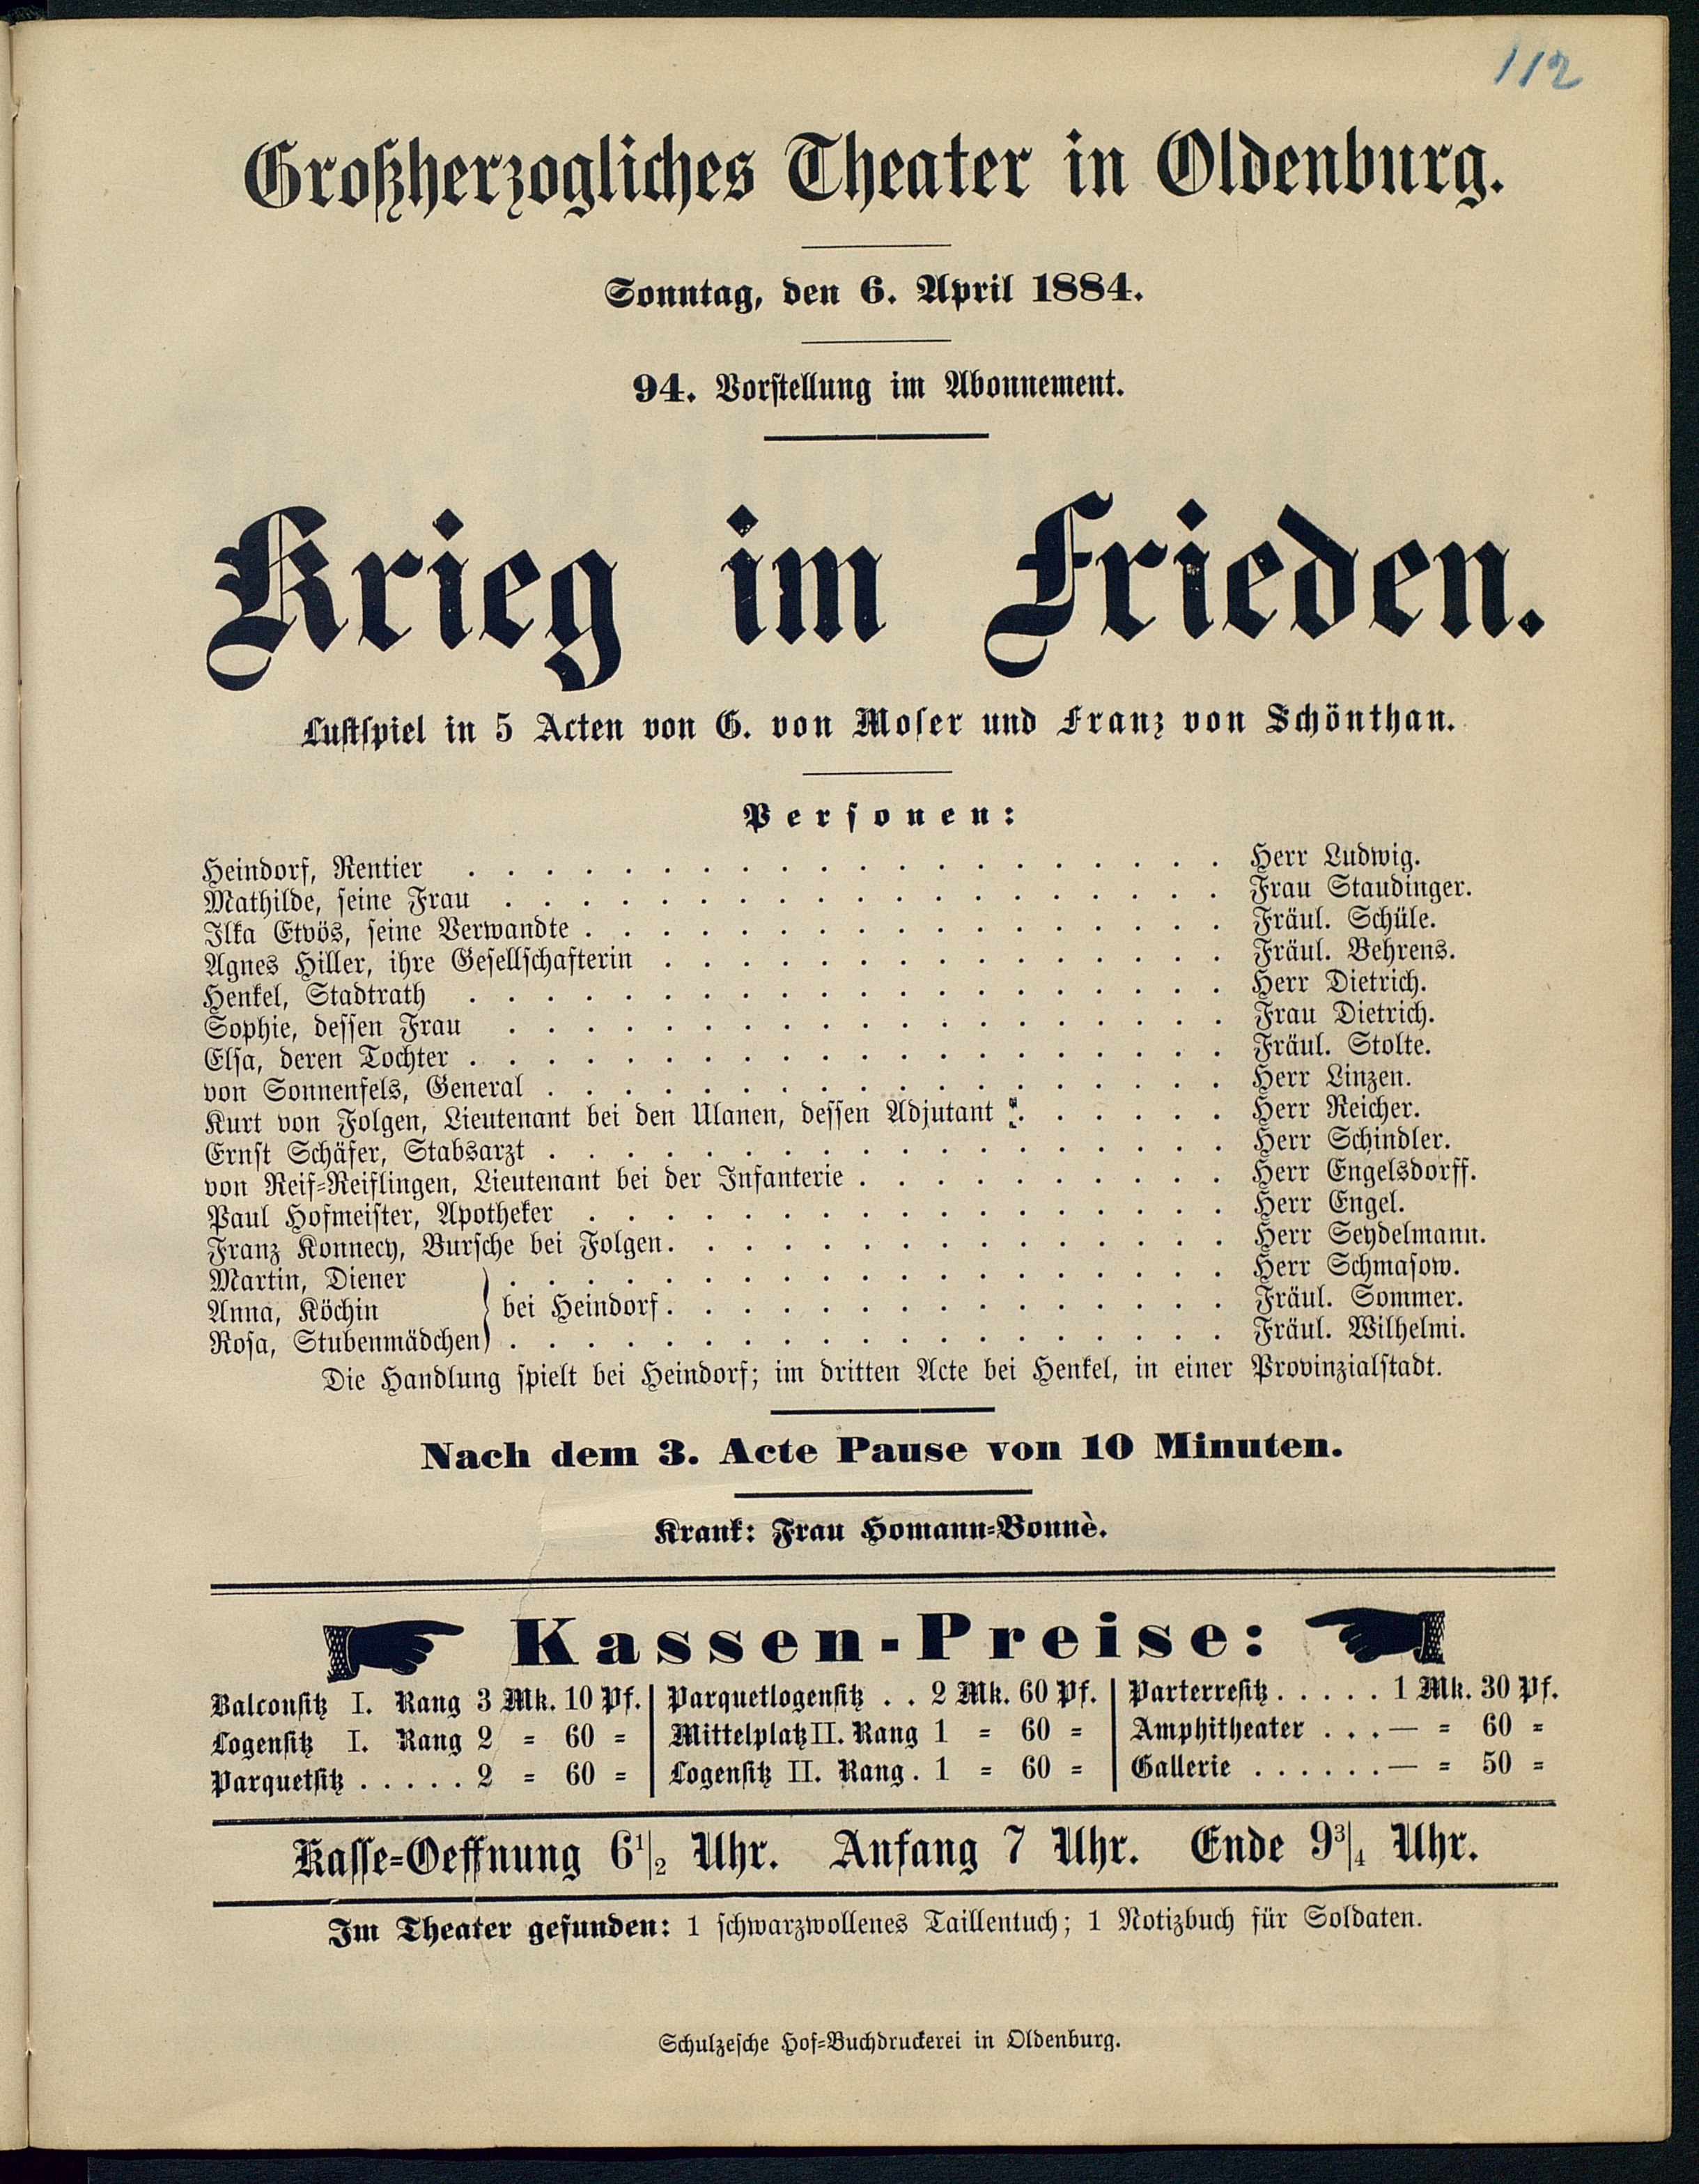 112
Großherzogliches Theater in Oldenburg.
Sonntag, den 6. April 1884.
94. Vorstellung im Abonnement.
Krieg im Frieden.
Lustspiel in 5 Acten von G. von Moser und Franz von Schönthan.
Personen:
Heindorf, Rentier . . . . . . . . . . . . . . . . . . . . Herr Ludwig.
Mathilde, seine Frau . . . . . . . . . . . . . . . . . . . Frau Staudinger.
Ilka Etvös, seine Verwandte . . . . . . . . . . . . . . . . . Fräul. Schüle.
Agnes Hiller, ihre Gesellschafterin . . . . . . . . . . . . . . . Fräul. Behrens.
Henkel, Stadtrath . . . . . . . . . . . . . . . . . . . . Herr Dietrich.
Sophie, dessen Frau . . . . . . . . . . . . . . . . . . . Frau Dietrich.
Elsa, deren Tochter . . . . . . . . . . . . . . . . . . . . Fräul. Stolte.
von Sonnenfels, General . . . . . . . . . . . . . . . . . . Herr Linzen.
Kurt von Folgen, Lieutenant bei den Ulanen, dessen Adjutant . . . . . . Herr Reicher.
Ernst Schäfer, Stabsarzt . . . . . . . . . . . . . . . . . . Herr Schindler.
von Reif-Reiflingen, Lieutenant bei der Infanterie . . . . . . . . . . Herr Engelsdorff.
Paul Hofmeister, Apotheker . . . . . . . . . . . . . . . . . Herr Engel.
Franz Konnecy, Bursche bei Folgen . . . . . . . . . . . . . . . Herr Seydelmann.
Martin, Diener . . . . . . . . . . . . . . . . . . . Herr Schmasow.
Anna, Köchin bei Heindorf . . . . . . . . . . . . . . . Fräul. Sommer.
Rosa, Stubenmädchen . . . . . . . . . . . . . . . . . . . Fräul. Wilhelmi.
Die Handlung spielt bei Heindorf; im dritten Acte bei Henkel, in einer Provinzialstadt.
Nach dem 3. Acte Pause von 10 Minuten.
Krank: Frau Homann-Bonnè.
Kassen-Preise:
Balconsitz I. Rang 3 Mk. 10 Pf. | Parquetlogensitz . . 2 Mk. 60 Pf. | Parterresitz . . . . . 1 Mk. 30 Pf.
Logensitz I. Rang 2 = 60 = | Mittelplatz II. Rang 1 = 60 = | Amphitheater . . . — = 60 =
Parquetsitz . . . . . 2 = 60 = | Logensitz II. Rang . 1 = 60 = | Gallerie . . . . . . — = 50 =
Kasse-Oeffnung 6 1/2 Uhr. Anfang 7 Uhr. Ende 9 3/4 Uhr.
Im Theater gefunden: 1 schwarzwollenes Taillentuch; 1 Notizbuch für Soldaten.
Schulzesche Hof-Buchdruckerei in Oldenburg.